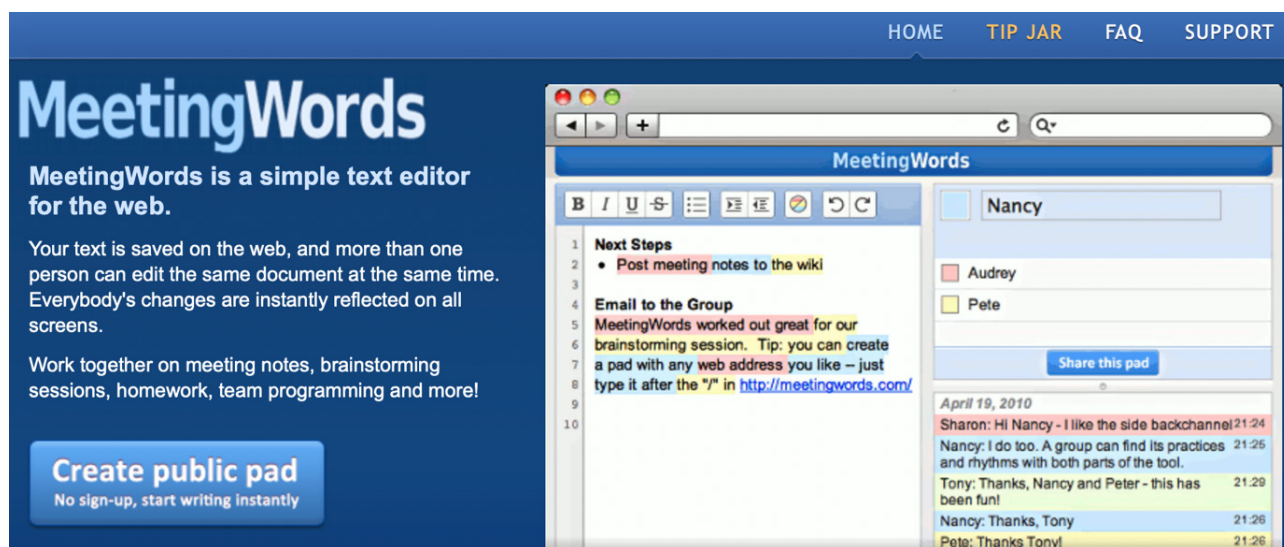 HOME TIP JAR FAQ SUPPORT
MeetingWords
MeetingWords is a simple text editor
for the web.
Your text is saved on the web, and more than one
person can edit the same document at the same time.
Everybody's changes are instantly reflected on all
screens.
Work together on meeting notes, brainstorming
sessions, homework, team programming and more!
Create public pad
No sign-up, start writing instantly
MeetingWords
B I U S
1 Next Steps
2 • Post meeting notes to the wiki
3
4 Email to the Group
5 MeetingWords worked out great for our
6 brainstorming session. Tip: you can create
7 a pad with any web address you like -- just
8 type it after the "/" in http://meetingwords.com/
9
10
Nancy
Audrey
Pete
Share this pad
April 19, 2010
Sharon: Hi Nancy - I like the side backchannel 21:24
Nancy: I do too. A group can find its practices 21:25
and rhythms with both parts of the tool.
Tony: Thanks, Nancy and Peter - this has 21:29
been fun!
Nancy: Thanks, Tony 21:26
Pete: Thanks Tony! 21:26